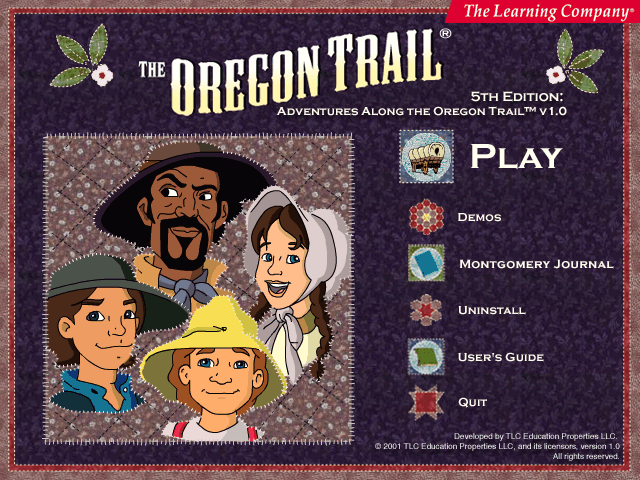 The Learning Company®
THE OREGON TRAIL®
5TH EDITION:
ADVENTURES ALONG THE OREGON TRAIL™ V1.0
PLAY
DEMOS
MONTGOMERY JOURNAL
UNINSTALL
USER'S GUIDE
QUIT
Developed by TLC Education Properties LLC.
© 2001 TLC Education Properties LLC, and its licensors, version 1.0
All rights reserved.